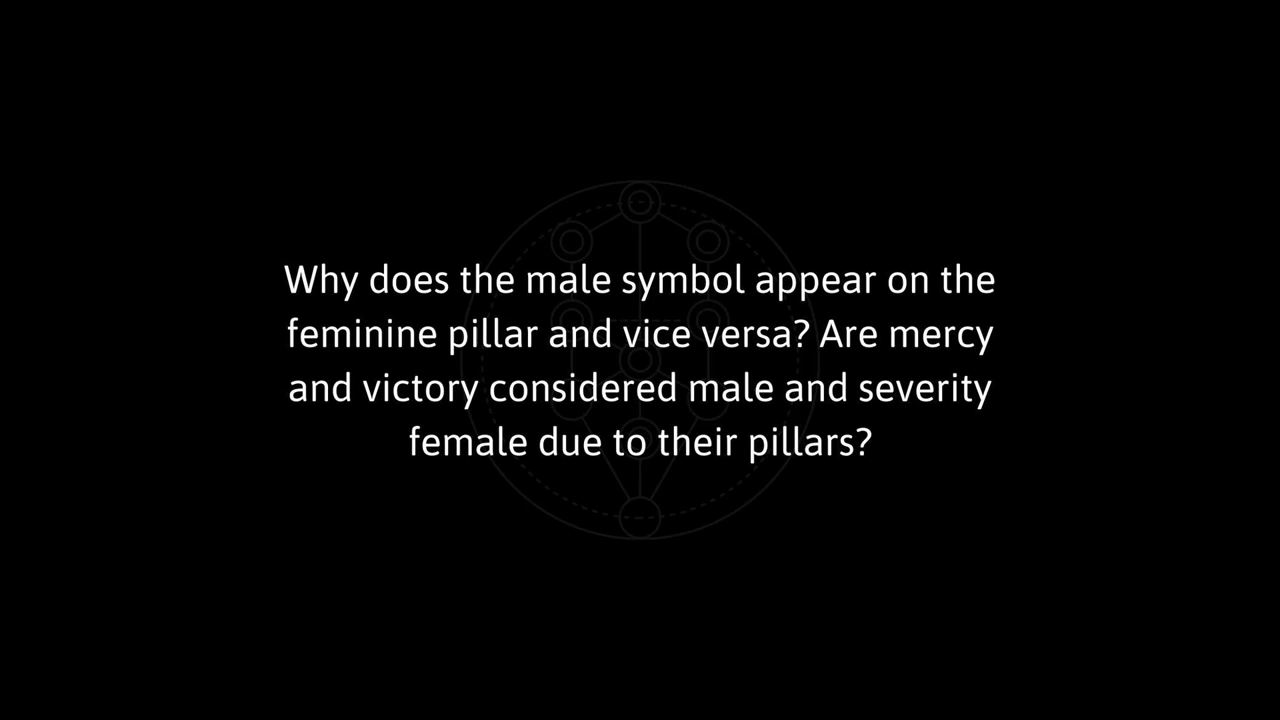 Why does the male symbol appear on the
feminine pillar and vice versa? Are mercy
and victory considered male and severity
female due to their pillars?